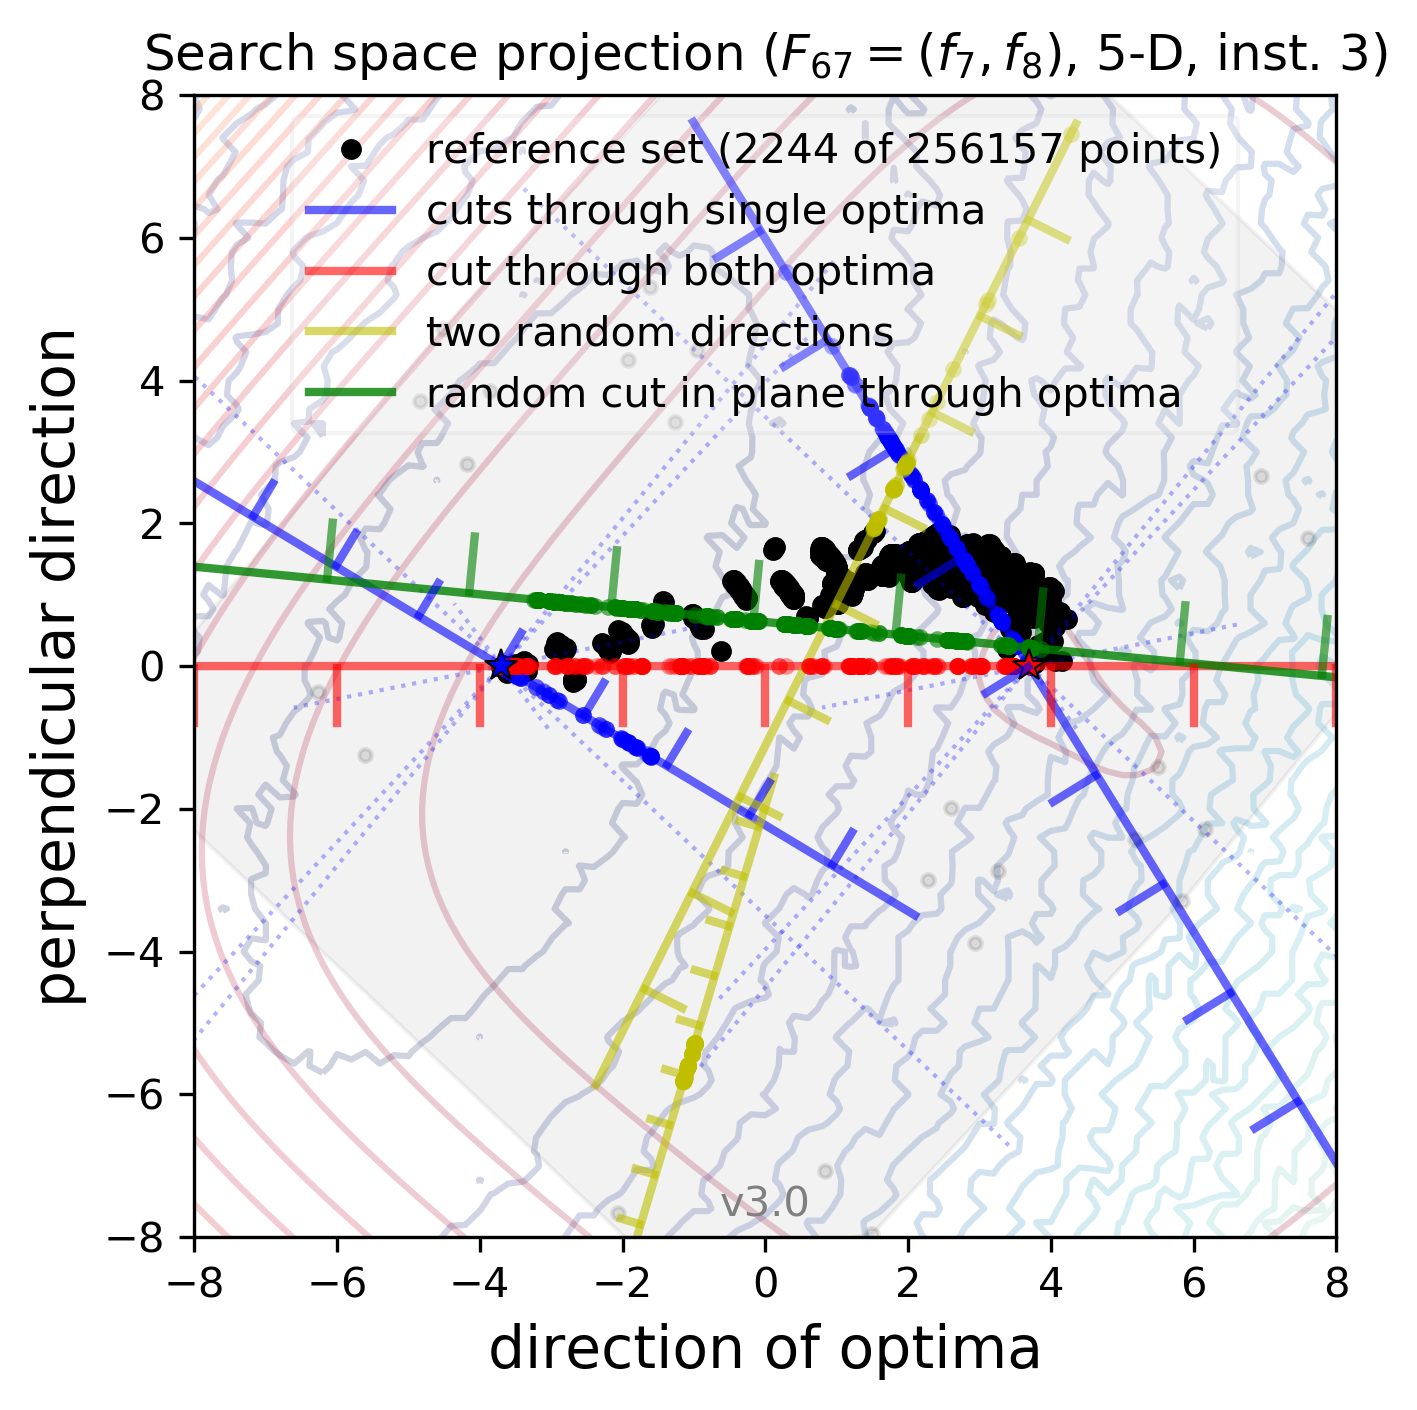 Search space projection (F67 = (f7, f8), 5-D, inst. 3)
reference set (2244 of 256157 points)
cuts through single optima
cut through both optima
two random directions
random cut in plane through optima
perpendicular direction
8
6
4
2
0
−2
−4
−6
−8
v3.0
−8 −6 −4 −2 0 2 4 6 8
direction of optima